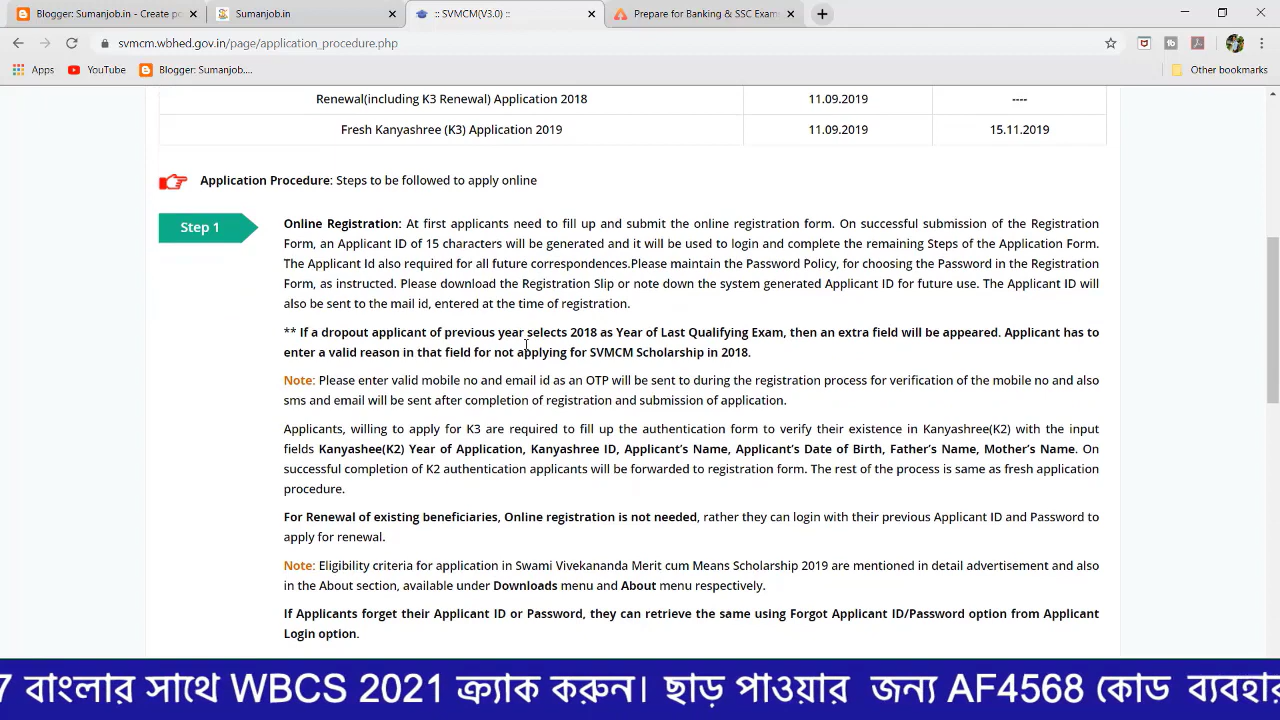 Blogger: Sumanjob.in - Create po
Sumanjob.in
:: SVMCM(V3.0) ::
Prepare for Banking & SSC Exam
svmcm.wbhed.gov.in/page/application_procedure.php
Apps
YouTube
Blogger: Sumanjob....
Other bookmarks
Renewal(including K3 Renewal) Application 2018 11.09.2019 ----
Fresh Kanyashree (K3) Application 2019 11.09.2019 15.11.2019
Application Procedure: Steps to be followed to apply online
Step 1
Online Registration: At first applicants need to fill up and submit the online registration form. On successful submission of the Registration
Form, an Applicant ID of 15 characters will be generated and it will be used to login and complete the remaining Steps of the Application Form.
The Applicant Id also required for all future correspondences.Please maintain the Password Policy, for choosing the Password in the Registration
Form, as instructed. Please download the Registration Slip or note down the system generated Applicant ID for future use. The Applicant ID will
also be sent to the mail id, entered at the time of registration.
** If a dropout applicant of previous year selects 2018 as Year of Last Qualifying Exam, then an extra field will be appeared. Applicant has to
enter a valid reason in that field for not applying for SVMCM Scholarship in 2018.
Note: Please enter valid mobile no and email id as an OTP will be sent to during the registration process for verification of the mobile no and also
sms and email will be sent after completion of registration and submission of application.
Applicants, willing to apply for K3 are required to fill up the authentication form to verify their existence in Kanyashree(K2) with the input
fields Kanyashee(K2) Year of Application, Kanyashree ID, Applicant's Name, Applicant's Date of Birth, Father's Name, Mother's Name. On
successful completion of K2 authentication applicants will be forwarded to registration form. The rest of the process is same as fresh application
procedure.
For Renewal of existing beneficiaries, Online registration is not needed, rather they can login with their previous Applicant ID and Password to
apply for renewal.
Note: Eligibility criteria for application in Swami Vivekananda Merit cum Means Scholarship 2019 are mentioned in detail advertisement and also
in the About section, available under Downloads menu and About menu respectively.
If Applicants forget their Applicant ID or Password, they can retrieve the same using Forgot Applicant ID/Password option from Applicant
Login option.
7 বাংলার সাথে WBCS 2021 ক্র্যাক করুন। ছাড় পাওয়ার জন্য AF4568 কোড ব্যবহার